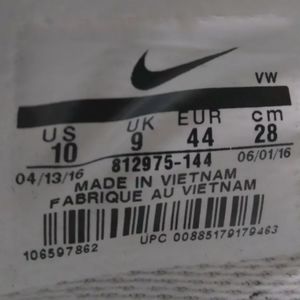 VW
US UK EUR cm
10 9 44 28
812975-144
04/13/16 06/01/16
MADE IN VIETNAM
FABRIQUE AU VIETNAM
106597862 UPC 00885179179463